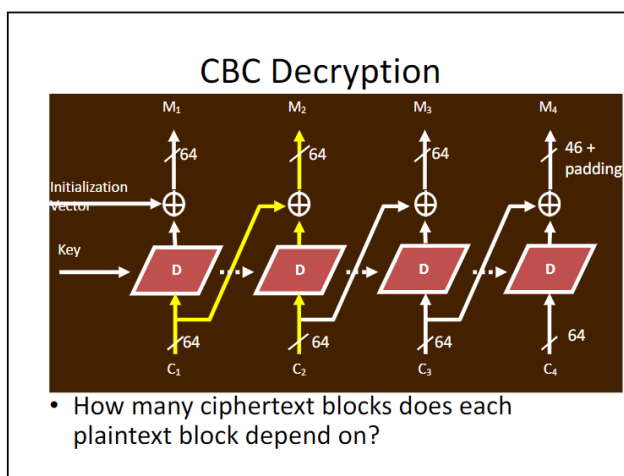 CBC Decryption
M1 M2 M3 M4
64 64 64 46 +
padding
Initialization
Vector
Key
D D D D
64 64 64 64
C1 C2 C3 C4
• How many ciphertext blocks does each
plaintext block depend on?